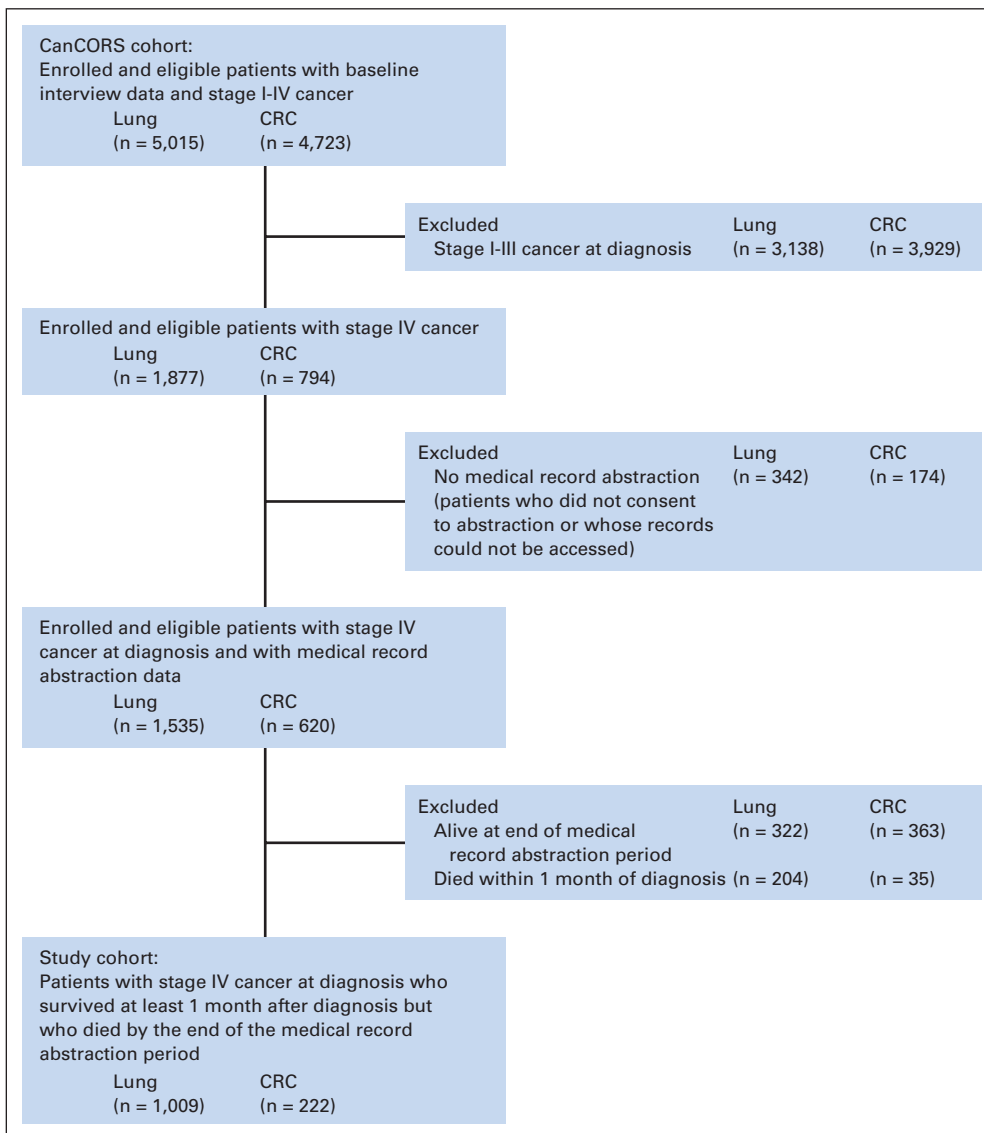 CanCORS cohort:
Enrolled and eligible patients with baseline
interview data and stage I-IV cancer
Lung CRC
(n = 5,015) (n = 4,723)
Excluded Lung CRC
Stage I-III cancer at diagnosis (n = 3,138) (n = 3,929)
Enrolled and eligible patients with stage IV cancer
Lung CRC
(n = 1,877) (n = 794)
Excluded Lung CRC
No medical record abstraction (n = 342) (n = 174)
(patients who did not consent
to abstraction or whose records
could not be accessed)
Enrolled and eligible patients with stage IV
cancer at diagnosis and with medical record
abstraction data
Lung CRC
(n = 1,535) (n = 620)
Excluded Lung CRC
Alive at end of medical (n = 322) (n = 363)
record abstraction period
Died within 1 month of diagnosis (n = 204) (n = 35)
Study cohort:
Patients with stage IV cancer at diagnosis who
survived at least 1 month after diagnosis but
who died by the end of the medical record
abstraction period
Lung CRC
(n = 1,009) (n = 222)